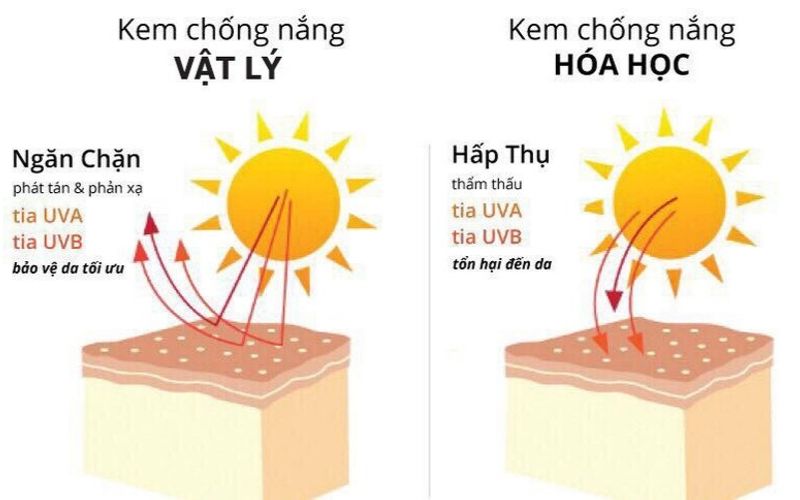 Kem chống nắng
VẬT LÝ
Ngăn Chặn
phát tán & phản xạ
tia UVA
tia UVB
bảo vệ da tối ưu
Kem chống nắng
HÓA HỌC
Hấp Thụ
thẩm thấu
tia UVA
tia UVB
tổn hại đến da